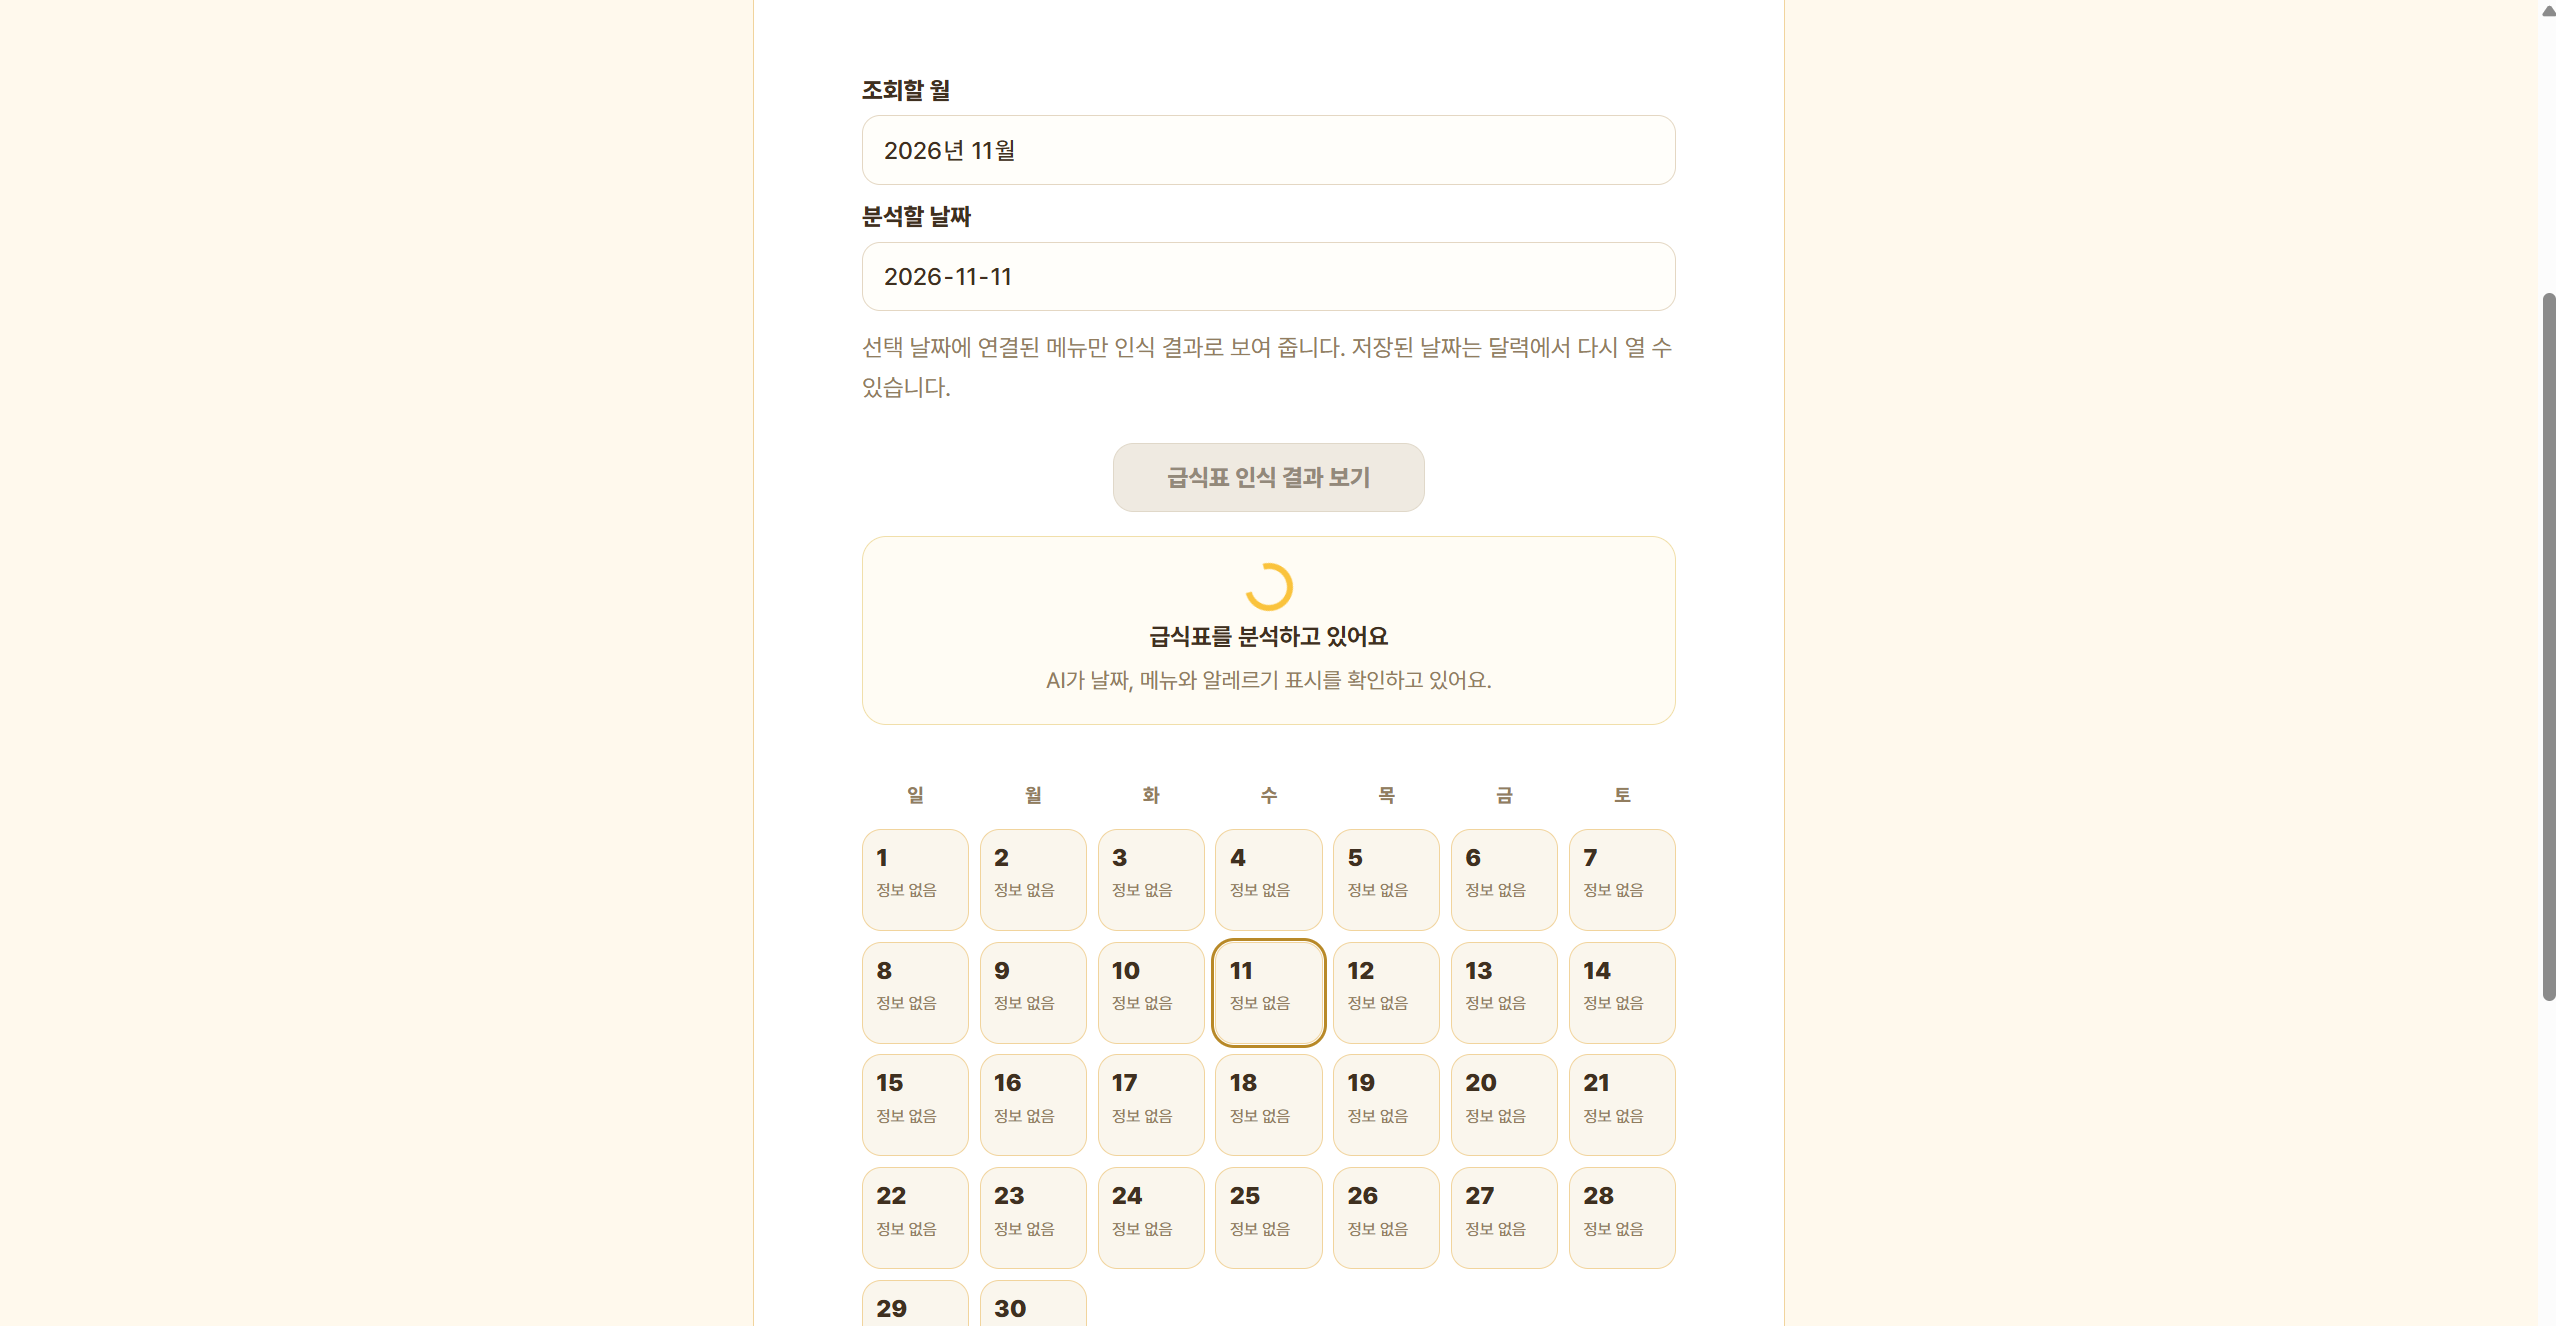 조회할 월
2026년 11월
분석할 날짜
2026-11-11
선택 날짜에 연결된 메뉴만 인식 결과로 보여 줍니다. 저장된 날짜는 달력에서 다시 열 수
있습니다.
급식표 인식 결과 보기
급식표를 분석하고 있어요
AI가 날짜, 메뉴와 알레르기 표시를 확인하고 있어요.
일 월 화 수 목 금 토
1 2 3 4 5 6 7
정보 없음 정보 없음 정보 없음 정보 없음 정보 없음 정보 없음 정보 없음
8 9 10 11 12 13 14
정보 없음 정보 없음 정보 없음 정보 없음 정보 없음 정보 없음 정보 없음
15 16 17 18 19 20 21
정보 없음 정보 없음 정보 없음 정보 없음 정보 없음 정보 없음 정보 없음
22 23 24 25 26 27 28
정보 없음 정보 없음 정보 없음 정보 없음 정보 없음 정보 없음 정보 없음
29 30